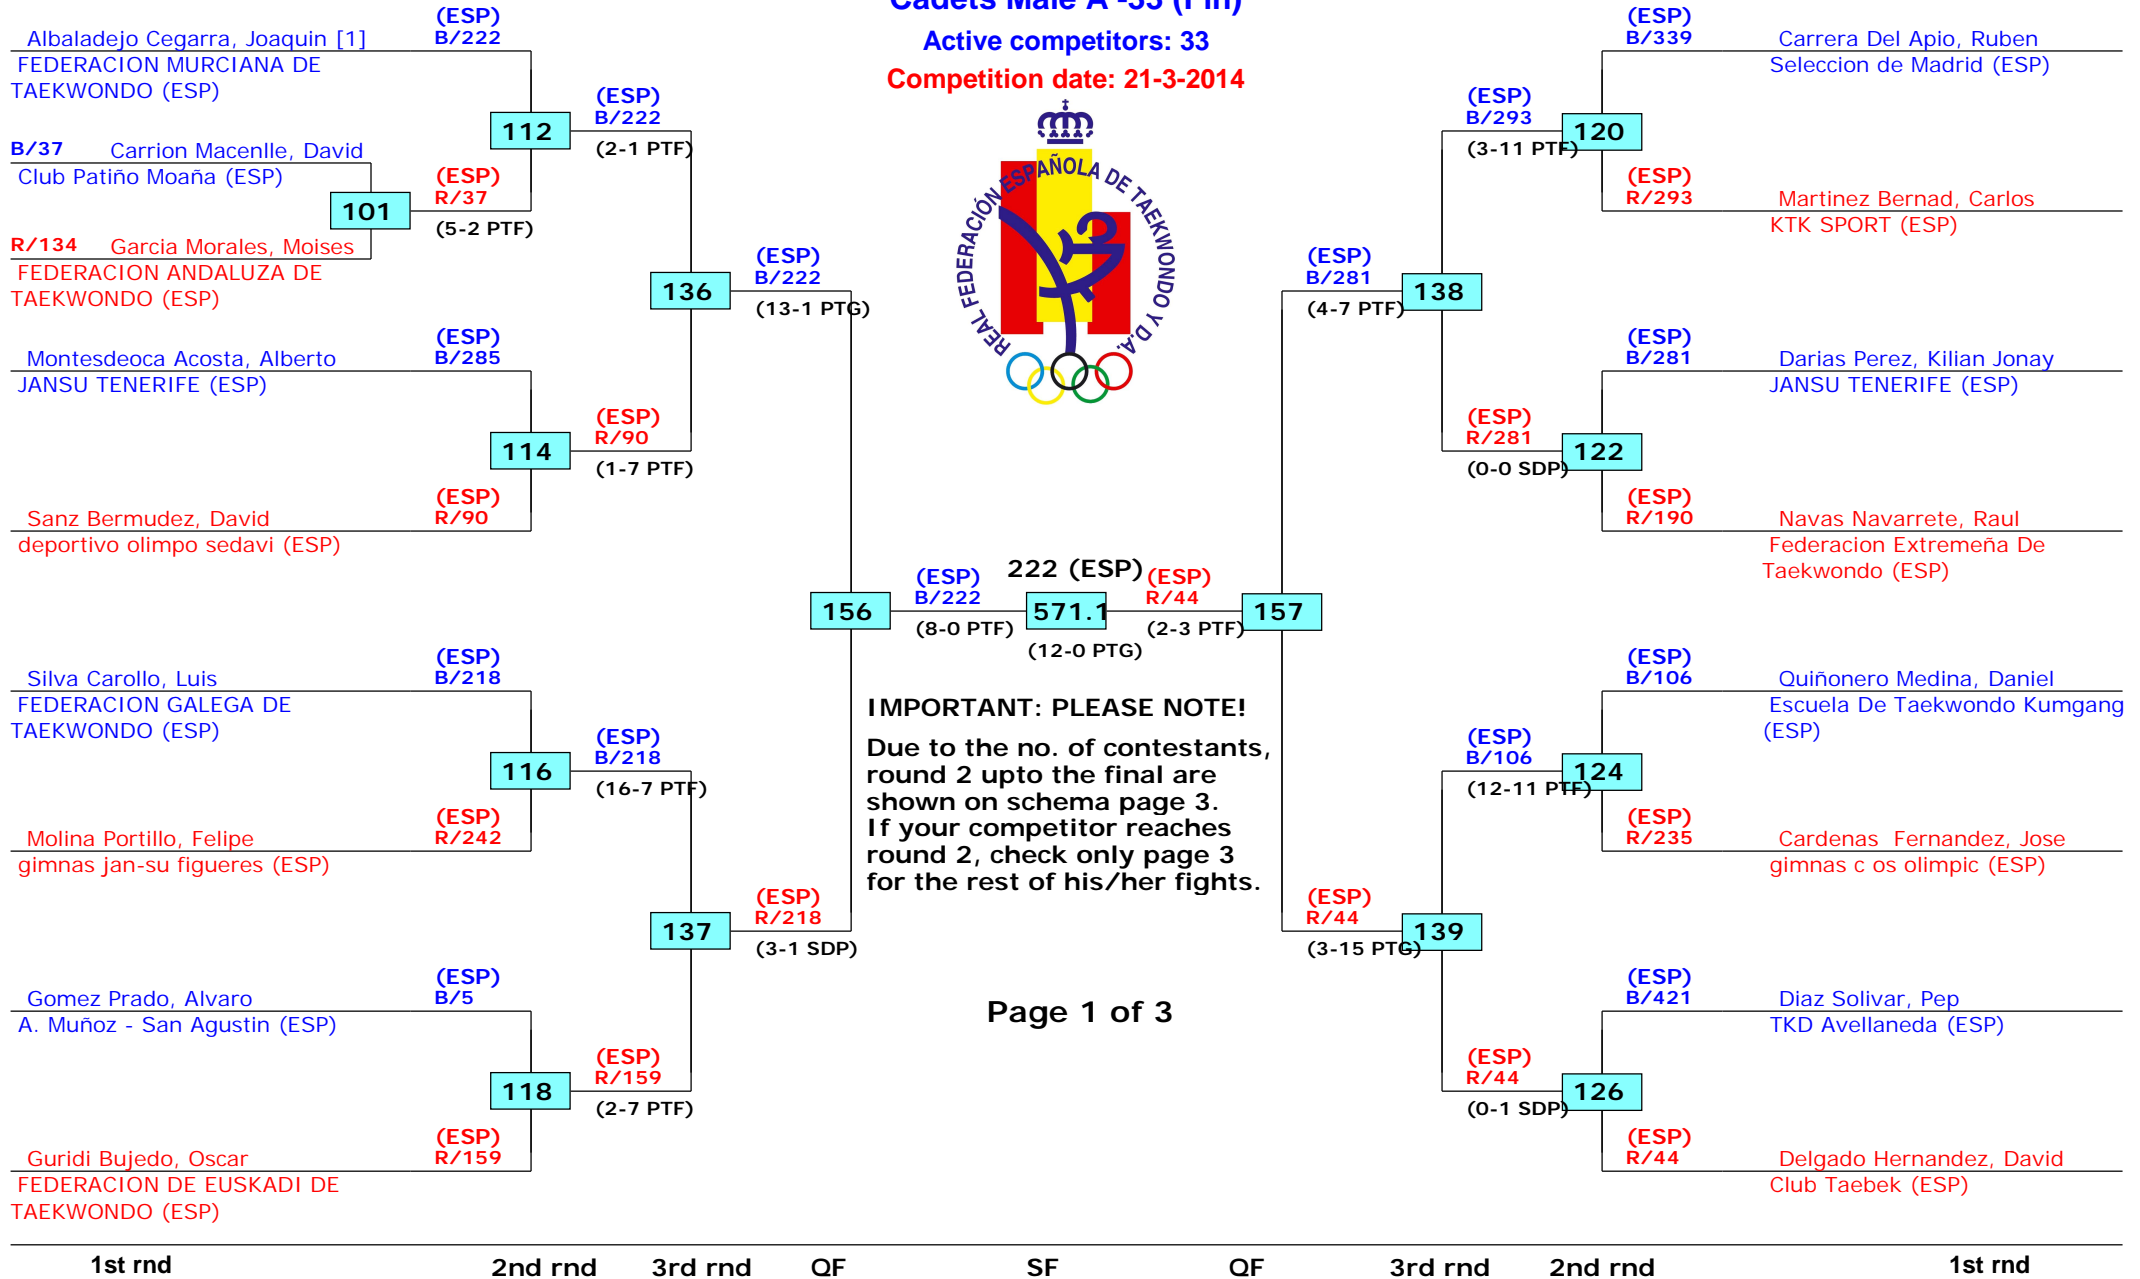 Cadets Male A -33 (Fin)
Active competitors: 33
Competition date: 21-3-2014
REAL FEDERACIÓN ESPAÑOLA DE TAEKWONDO Y D.A.
(ESP)
Albaladejo Cegarra, Joaquin [1] B/222
FEDERACION MURCIANA DE
TAEKWONDO (ESP)
B/37 Carrion Macenlle, David
Club Patiño Moaña (ESP)
101
(ESP)
R/37
(5-2 PTF)
R/134 Garcia Morales, Moises
FEDERACION ANDALUZA DE
TAEKWONDO (ESP)
112
(ESP)
B/222
(2-1 PTF)
(ESP)
Montesdeoca Acosta, Alberto B/285
JANSU TENERIFE (ESP)
114
(ESP)
R/90
(1-7 PTF)
(ESP)
Sanz Bermudez, David R/90
deportivo olimpo sedavi (ESP)
136
(ESP)
B/222
(13-1 PTG)
(ESP)
Silva Carollo, Luis B/218
FEDERACION GALEGA DE
TAEKWONDO (ESP)
116
(ESP)
B/218
(16-7 PTF)
(ESP)
Molina Portillo, Felipe R/242
gimnas jan-su figueres (ESP)
137
(ESP)
R/218
(3-1 SDP)
(ESP)
Gomez Prado, Alvaro B/5
A. Muñoz - San Agustin (ESP)
118
(ESP)
R/159
(2-7 PTF)
(ESP)
Guridi Bujedo, Oscar R/159
FEDERACION DE EUSKADI DE
TAEKWONDO (ESP)
156
(ESP)
B/222
(8-0 PTF)
222 (ESP)
571.1
(12-0 PTG)
(ESP)
R/44
(2-3 PTF)
157
IMPORTANT: PLEASE NOTE!
Due to the no. of contestants,
round 2 upto the final are
shown on schema page 3.
If your competitor reaches
round 2, check only page 3
for the rest of his/her fights.
Page 1 of 3
(ESP)
B/339 Carrera Del Apio, Ruben
Seleccion de Madrid (ESP)
(ESP)
B/293
(3-11 PTF)
120
(ESP)
R/293 Martinez Bernad, Carlos
KTK SPORT (ESP)
(ESP)
B/281
(4-7 PTF)
138
(ESP)
B/281 Darias Perez, Kilian Jonay
JANSU TENERIFE (ESP)
(ESP)
R/281
(0-0 SDP)
122
(ESP)
R/190 Navas Navarrete, Raul
Federacion Extremeña De
Taekwondo (ESP)
(ESP)
B/106 Quiñonero Medina, Daniel
Escuela De Taekwondo Kumgang
(ESP)
(ESP)
B/106
(12-11 PTF)
124
(ESP)
R/235 Cardenas  Fernandez, Jose
gimnas c os olimpic (ESP)
(ESP)
R/44
(3-15 PTG)
139
(ESP)
B/421 Diaz Solivar, Pep
TKD Avellaneda (ESP)
(ESP)
R/44
(0-1 SDP)
126
(ESP)
R/44 Delgado Hernandez, David
Club Taebek (ESP)
1st rnd 2nd rnd 3rd rnd QF SF QF 3rd rnd 2nd rnd 1st rnd